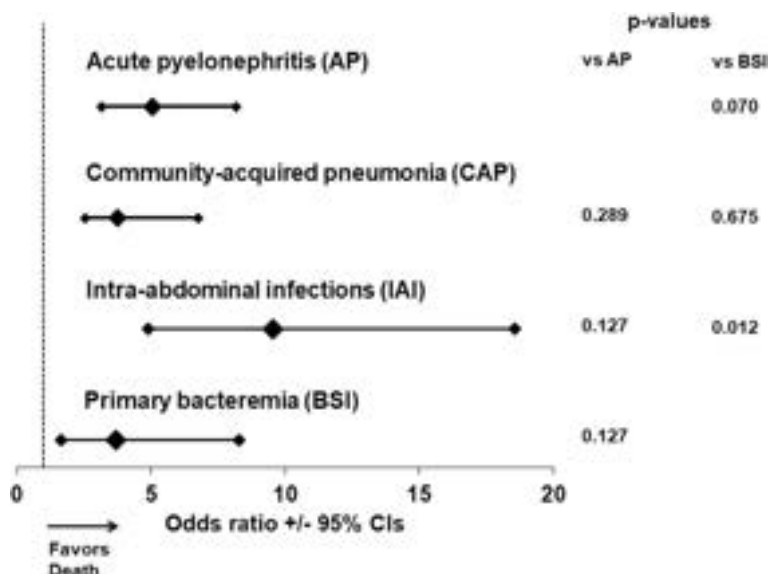 p-values
vs AP vs BSI
Acute pyelonephritis (AP)
0.070
Community-acquired pneumonia (CAP)
0.289 0.675
Intra-abdominal infections (IAI)
0.127 0.012
Primary bacteremia (BSI)
0.127
0 5 10 15 20
Odds ratio +/- 95% CIs
Favors
Death